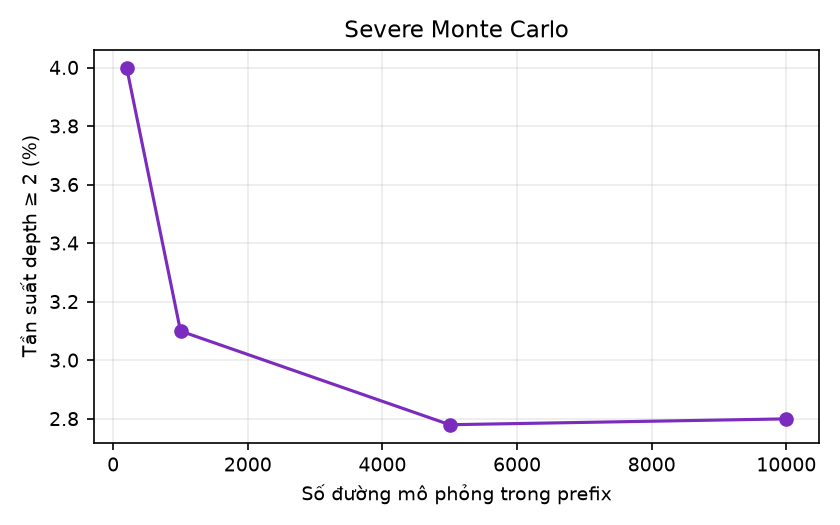 Severe Monte Carlo
Tần suất depth ≥ 2 (%)
4.0
3.8
3.6
3.4
3.2
3.0
2.8
0 2000 4000 6000 8000 10000
Số đường mô phỏng trong prefix